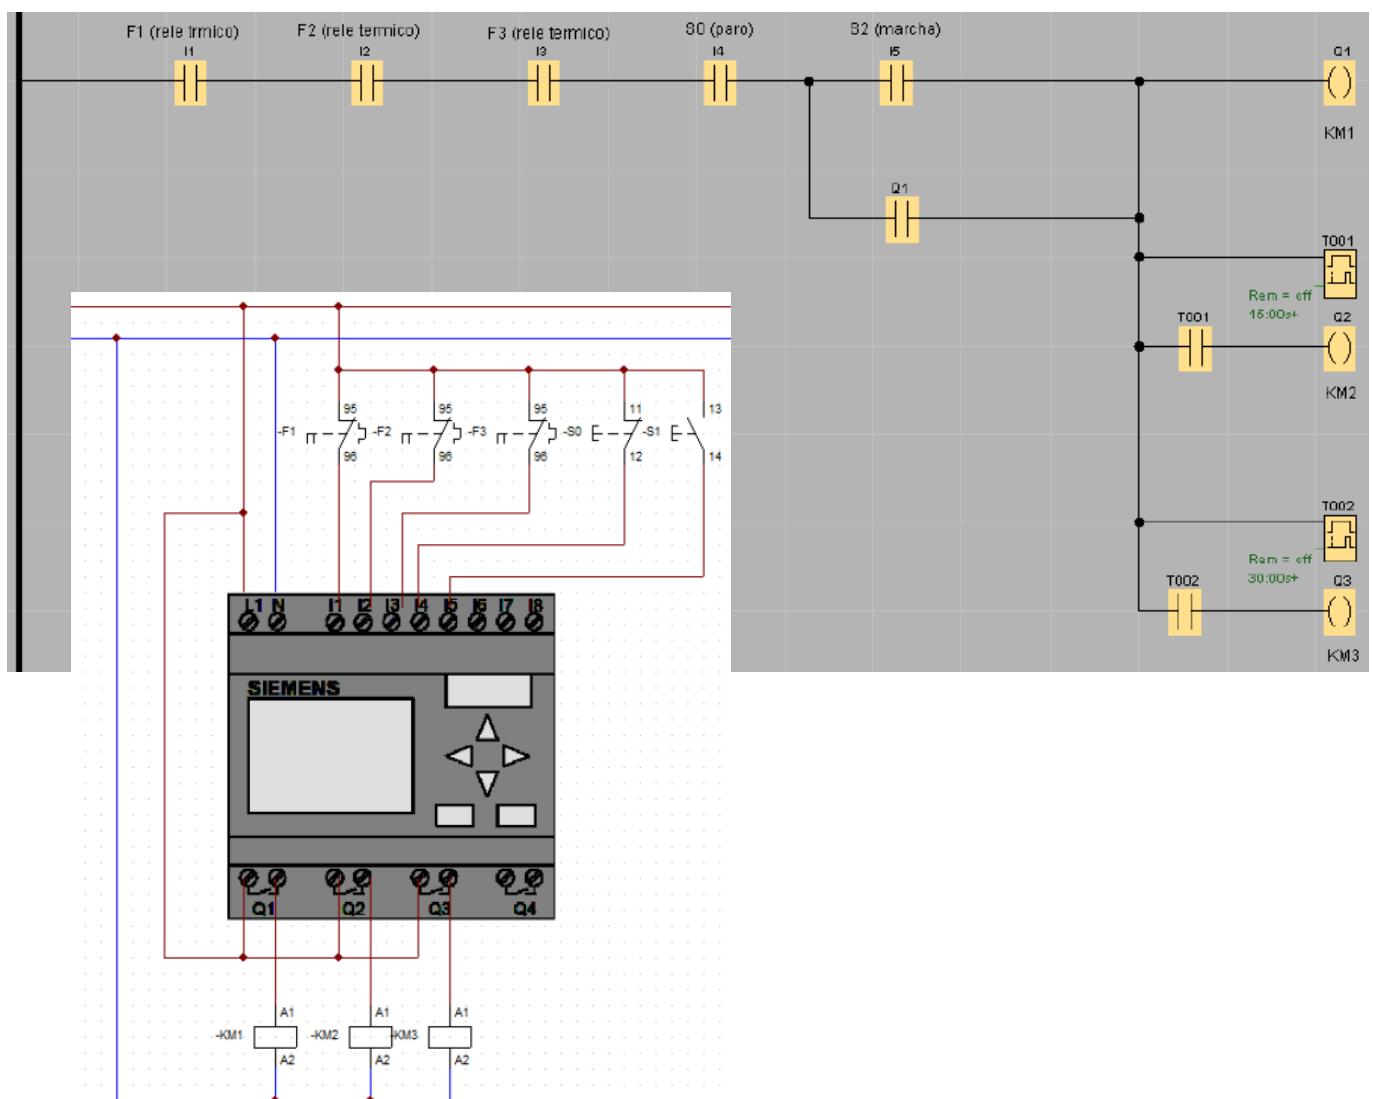 F1 (rele trmico) F2 (rele termico) F3 (rele termico) S0 (paro) S2 (marcha)
I1 I2 I3 I4 I5 Q1
KM1
Q1
T001
Rem = off
15:00s+
T001 Q2
KM2
T002
Rem = off
30:00s+
T002 Q3
KM3
95 95 95 11 13
-F1 -F2 -F3 -S0 -S1
96 96 96 12 14
L1 N I1 I2 I3 I4 I5 I6 I7 I8
SIEMENS
Q1 Q2 Q3 Q4
A1 A1 A1
-KM1 -KM2 -KM3
A2 A2 A2